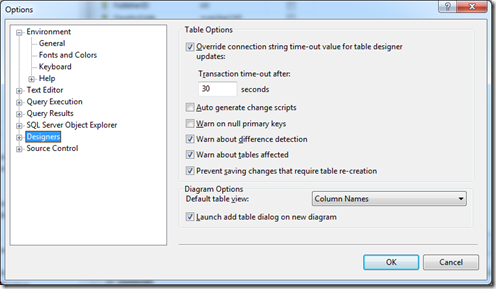 Options
Environment
General
Fonts and Colors
Keyboard
Help
Text Editor
Query Execution
Query Results
SQL Server Object Explorer
Designers
Source Control
Table Options
Override connection string time-out value for table designer
updates:
Transaction time-out after:
30 seconds
Auto generate change scripts
Warn on null primary keys
Warn about difference detection
Warn about tables affected
Prevent saving changes that require table re-creation
Diagram Options
Default table view: Column Names
Launch add table dialog on new diagram
OK Cancel